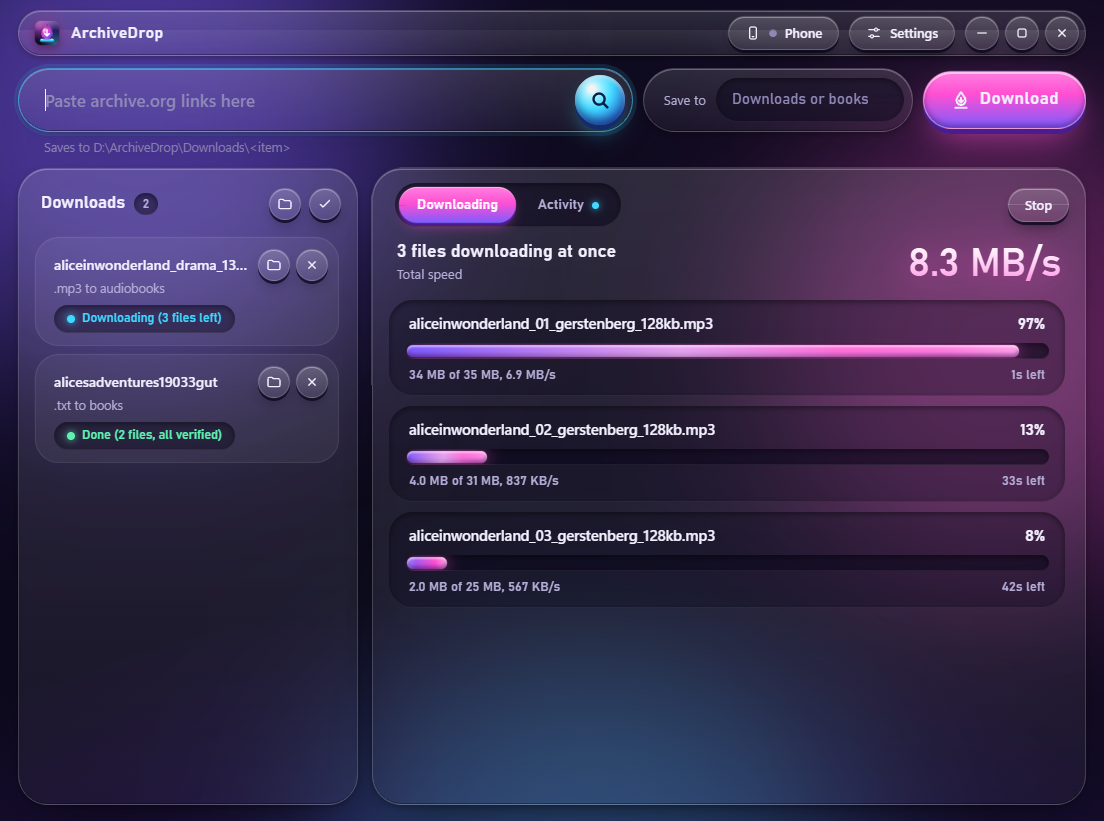 ArchiveDrop
Phone
Settings
Paste archive.org links here
Save to
Downloads or books
Download
Saves to D:\ArchiveDrop\Downloads\<item>
Downloads 2
aliceinwonderland_drama_13...
.mp3 to audiobooks
Downloading (3 files left)
alicesadventures19033gut
.txt to books
Done (2 files, all verified)
Downloading
Activity
Stop
3 files downloading at once
Total speed
8.3 MB/s
aliceinwonderland_01_gerstenberg_128kb.mp3
97%
34 MB of 35 MB, 6.9 MB/s
1s left
aliceinwonderland_02_gerstenberg_128kb.mp3
13%
4.0 MB of 31 MB, 837 KB/s
33s left
aliceinwonderland_03_gerstenberg_128kb.mp3
8%
2.0 MB of 25 MB, 567 KB/s
42s left